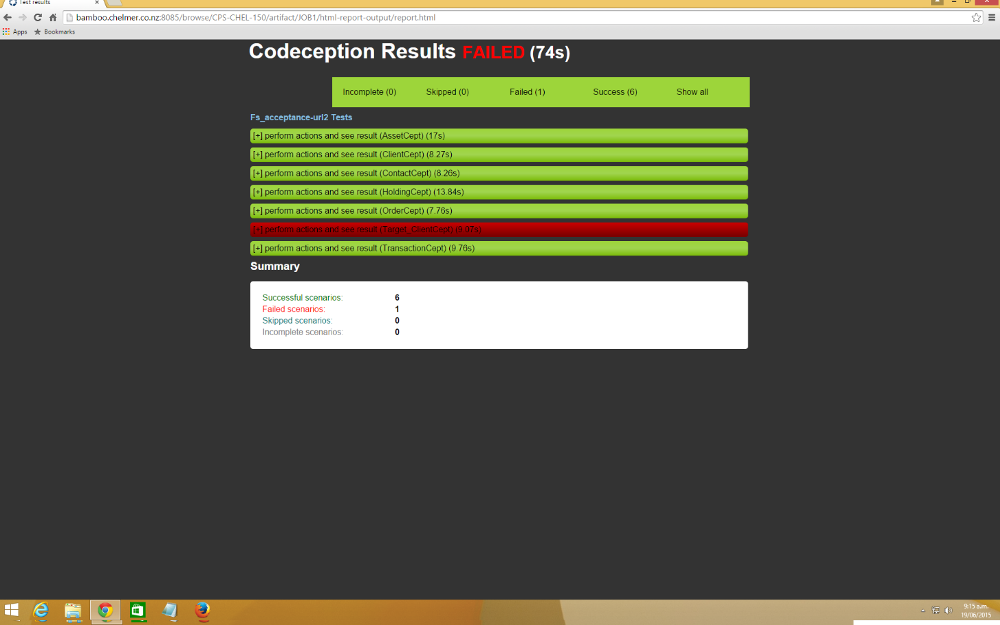 Test results
bamboo.chelmer.co.nz:8085/browse/CPS-CHEL-150/artifact/JOB1/html-report-output/report.html
Apps Bookmarks
Codeception Results FAILED (74s)
Incomplete (0) Skipped (0) Failed (1) Success (6) Show all
Fs_acceptance-url2 Tests
[+] perform actions and see result (AssetCept) (17s)
[+] perform actions and see result (ClientCept) (8.27s)
[+] perform actions and see result (ContactCept) (8.26s)
[+] perform actions and see result (HoldingCept) (13.84s)
[+] perform actions and see result (OrderCept) (7.76s)
[+] perform actions and see result (Target_ClientCept) (9.07s)
[+] perform actions and see result (TransactionCept) (9.76s)
Summary
Successful scenarios: 6
Failed scenarios: 1
Skipped scenarios: 0
Incomplete scenarios: 0
9:15 a.m.
19/06/2015